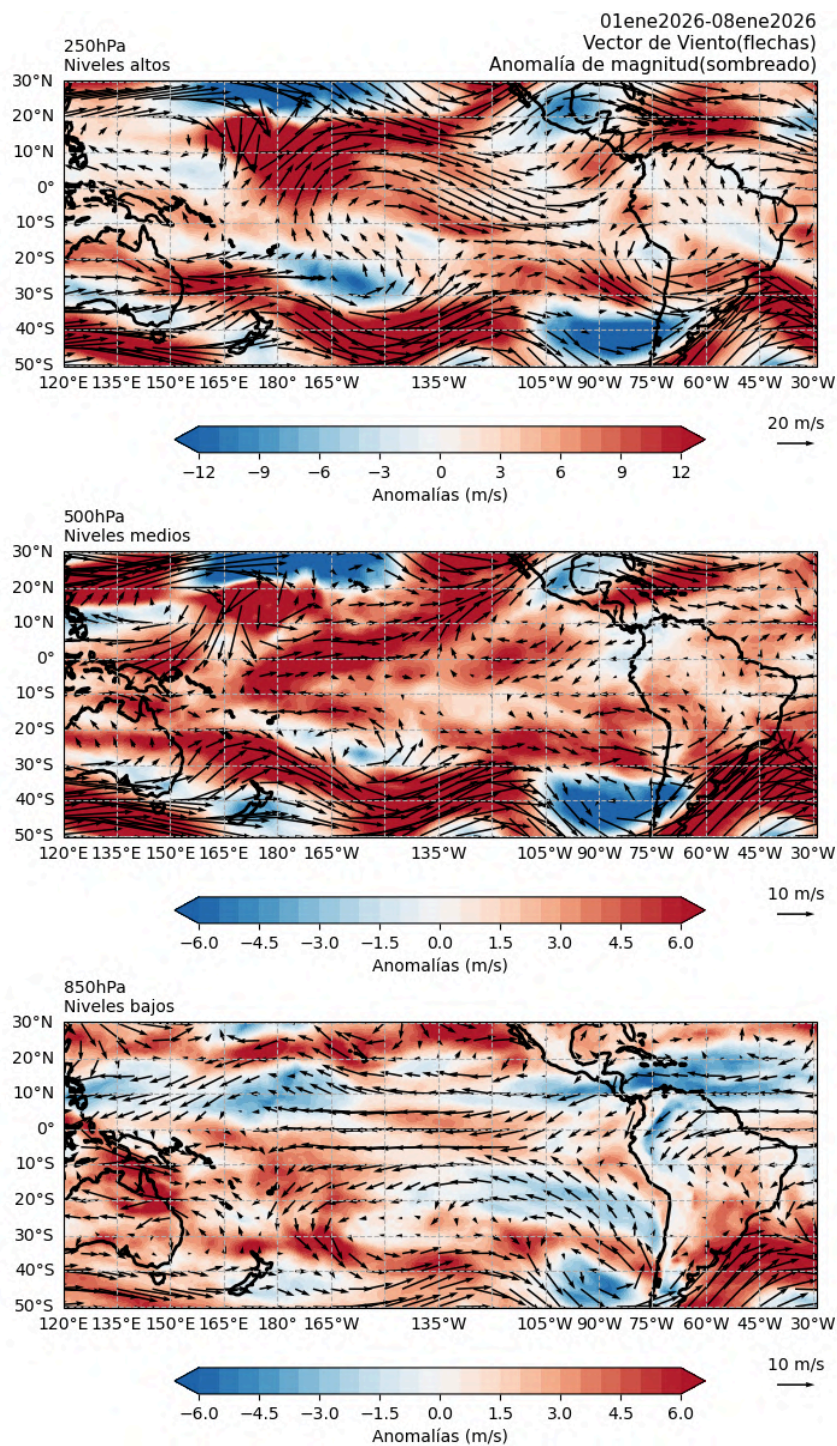 01ene2026-08ene2026
250hPa Vector de Viento(flechas)
Niveles altos Anomalía de magnitud(sombreado)
30°N
20°N
10°N
0°
10°S
20°S
30°S
40°S
50°S
120°E 135°E 150°E 165°E 180° 165°W 135°W 105°W 90°W 75°W 60°W 45°W 30°W
20 m/s
−12 −9 −6 −3 0 3 6 9 12
Anomalías (m/s)
500hPa
Niveles medios
30°N
20°N
10°N
0°
10°S
20°S
30°S
40°S
50°S
120°E 135°E 150°E 165°E 180° 165°W 135°W 105°W 90°W 75°W 60°W 45°W 30°W
10 m/s
−6.0 −4.5 −3.0 −1.5 0.0 1.5 3.0 4.5 6.0
Anomalías (m/s)
850hPa
Niveles bajos
30°N
20°N
10°N
0°
10°S
20°S
30°S
40°S
50°S
120°E 135°E 150°E 165°E 180° 165°W 135°W 105°W 90°W 75°W 60°W 45°W 30°W
10 m/s
−6.0 −4.5 −3.0 −1.5 0.0 1.5 3.0 4.5 6.0
Anomalías (m/s)